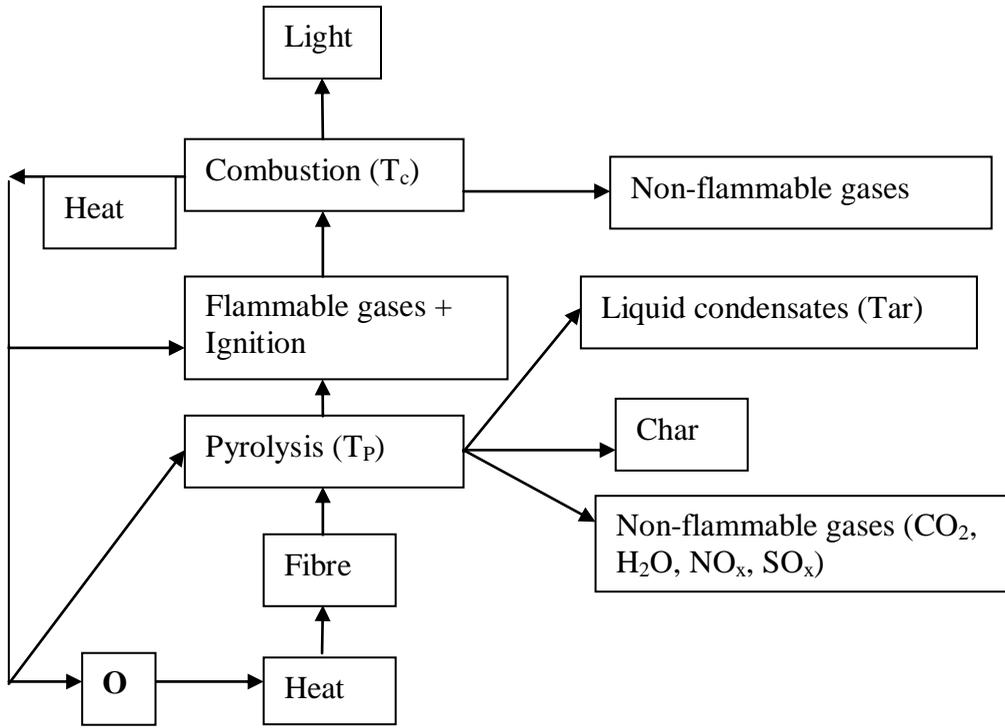 Light
Combustion (Tc)
Non-flammable gases
Heat
Flammable gases +
Ignition
Liquid condensates (Tar)
Pyrolysis (TP)
Char
Non-flammable gases (CO2,
H2O, NOx, SOx)
Fibre
O
Heat